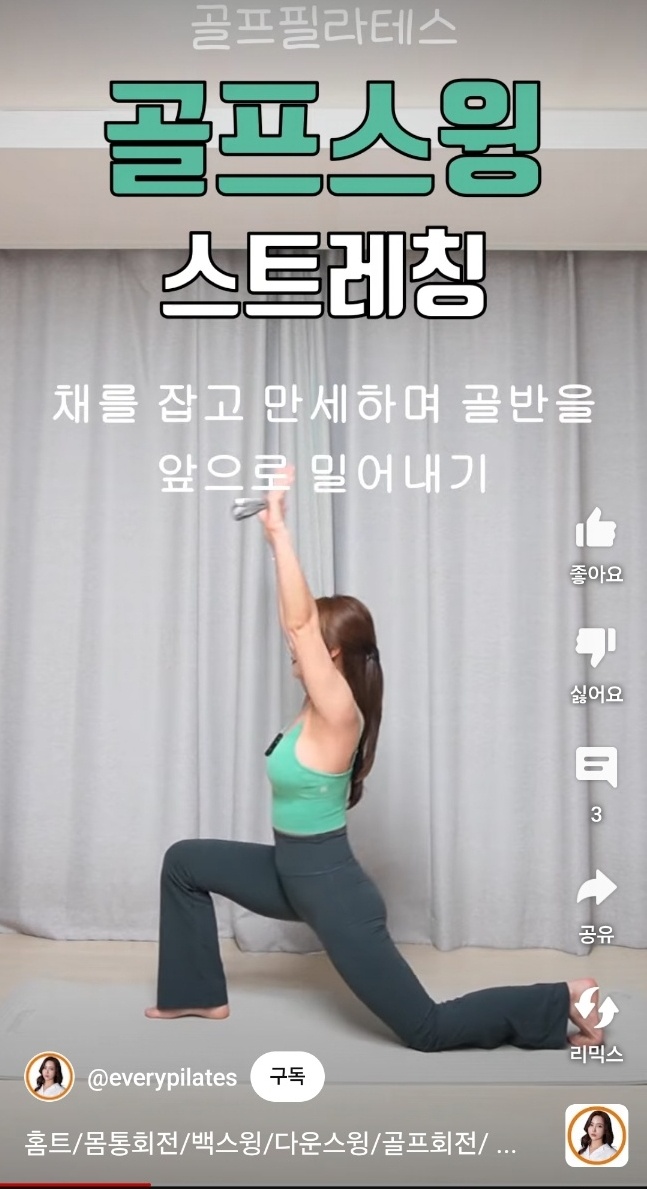 골프필라테스
골프스윙
스트레칭
채를 잡고 만세하며 골반을
앞으로 밀어내기
좋아요
싫어요
3
공유
리믹스
@everypilates
구독
홈트/몸통회전/백스윙/다운스윙/골프회전/ ...